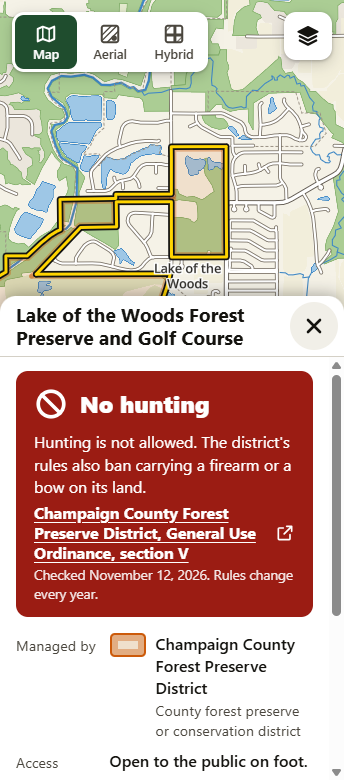 Map
Aerial
Hybrid
Lake of the
Woods
Lake of the Woods Forest
Preserve and Golf Course
No hunting
Hunting is not allowed. The district's
rules also ban carrying a firearm or a
bow on its land.
Champaign County Forest
Preserve District, General Use
Ordinance, section V
Checked November 12, 2026. Rules change
every year.
Managed by
Champaign County
Forest Preserve
District
County forest preserve
or conservation district
Access
Open to the public on foot.